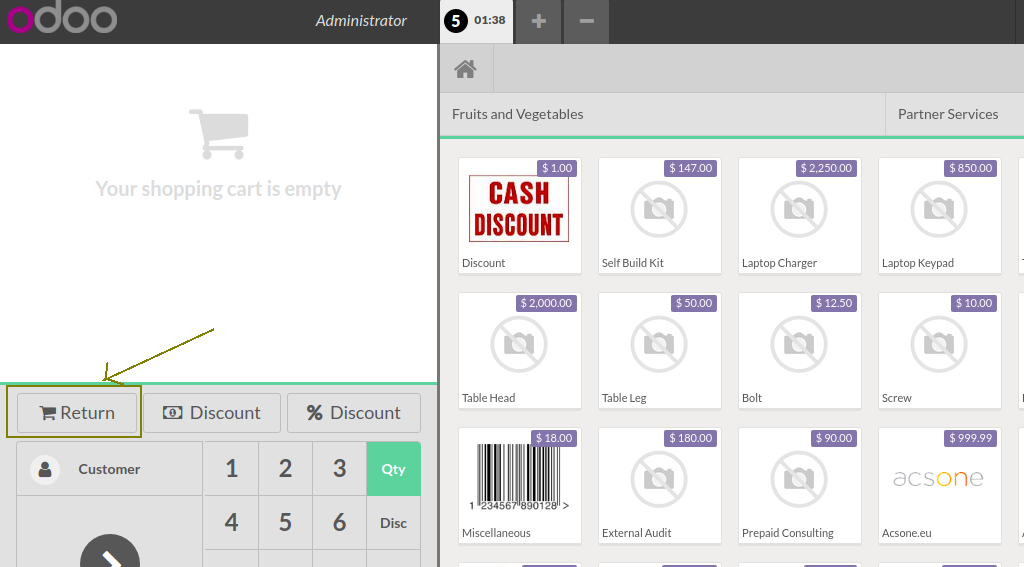 odoo
Administrator
5 01:38 + −
Your shopping cart is empty
Return
Discount
% Discount
Customer
1 2 3 Qty
4 5 6 Disc
Fruits and Vegetables
Partner Services
$ 1.00
CASH
DISCOUNT
Discount
$ 147.00
Self Build Kit
$ 2,250.00
Laptop Charger
$ 850.00
Laptop Keypad
$ 2,000.00
Table Head
$ 50.00
Table Leg
$ 12.50
Bolt
$ 10.00
Screw
$ 18.00
1 234567 890128 >
Miscellaneous
$ 180.00
External Audit
$ 90.00
Prepaid Consulting
$ 999.99
acsone
Acsone.eu